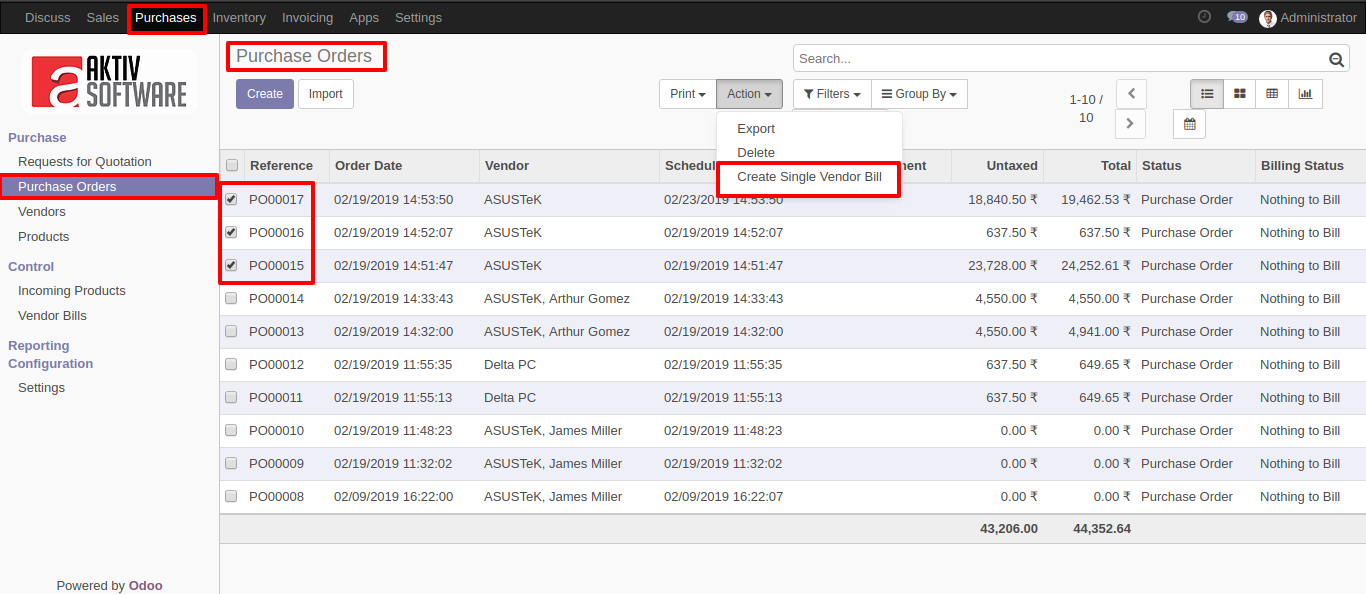 Discuss Sales Purchases Inventory Invoicing Apps Settings 10 Administrator
AKTIV
SOFTWARE
Purchase
Requests for Quotation
Purchase Orders
Vendors
Products
Control
Incoming Products
Vendor Bills
Reporting
Configuration
Settings
Powered by Odoo
Purchase Orders
Search...
Create Import
Print Action Filters Group By
1-10 /
10
Export
Delete
Create Single Vendor Bill
Reference Order Date Vendor Schedul ment Untaxed Total Status Billing Status
PO00017 02/19/2019 14:53:50 ASUSTeK 02/23/2019 14:53:50 18,840.50 ₹ 19,462.53 ₹ Purchase Order Nothing to Bill
PO00016 02/19/2019 14:52:07 ASUSTeK 02/19/2019 14:52:07 637.50 ₹ 637.50 ₹ Purchase Order Nothing to Bill
PO00015 02/19/2019 14:51:47 ASUSTeK 02/19/2019 14:51:47 23,728.00 ₹ 24,252.61 ₹ Purchase Order Nothing to Bill
PO00014 02/19/2019 14:33:43 ASUSTeK, Arthur Gomez 02/19/2019 14:33:43 4,550.00 ₹ 4,550.00 ₹ Purchase Order Nothing to Bill
PO00013 02/19/2019 14:32:00 ASUSTeK, Arthur Gomez 02/19/2019 14:32:00 4,550.00 ₹ 4,941.00 ₹ Purchase Order Nothing to Bill
PO00012 02/19/2019 11:55:35 Delta PC 02/19/2019 11:55:35 637.50 ₹ 649.65 ₹ Purchase Order Nothing to Bill
PO00011 02/19/2019 11:55:13 Delta PC 02/19/2019 11:55:13 637.50 ₹ 649.65 ₹ Purchase Order Nothing to Bill
PO00010 02/19/2019 11:48:23 ASUSTeK, James Miller 02/19/2019 11:48:23 0.00 ₹ 0.00 ₹ Purchase Order Nothing to Bill
PO00009 02/19/2019 11:32:02 ASUSTeK, James Miller 02/19/2019 11:32:02 0.00 ₹ 0.00 ₹ Purchase Order Nothing to Bill
PO00008 02/09/2019 16:22:00 ASUSTeK, James Miller 02/09/2019 16:22:07 0.00 ₹ 0.00 ₹ Purchase Order Nothing to Bill
43,206.00 44,352.64